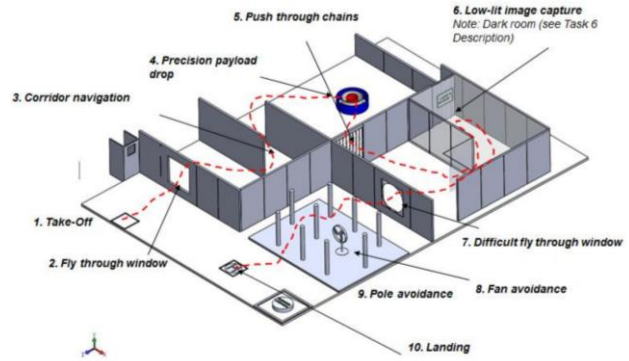 5. Push through chains
6. Low-lit image capture
Note: Dark room (see Task 6
Description)
4. Precision payload
drop
3. Corridor navigation
1. Take-Off
2. Fly through window
7. Difficult fly through window
9. Pole avoidance
8. Fan avoidance
10. Landing